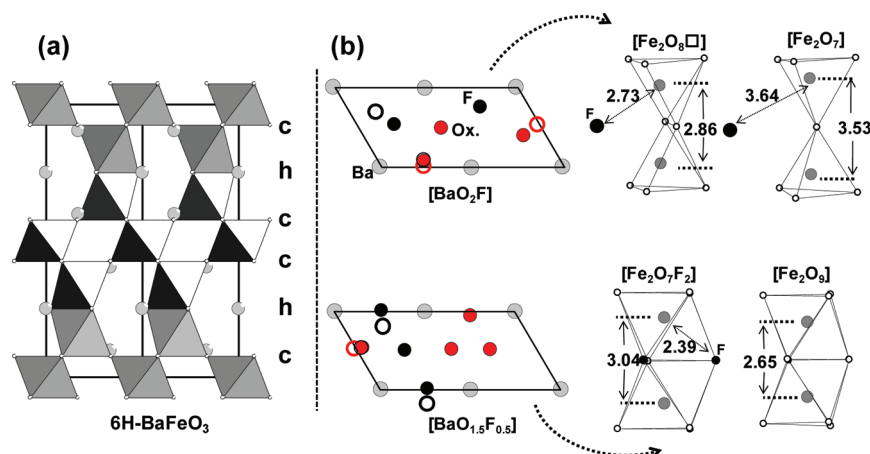 (a)
c
h
c
c
h
c
6H-BaFeO₃
(b)
F
Ox.
Ba
[BaO₂F]
[Fe₂O₈□]
[Fe₂O₇]
2.73
F
2.86
3.64
3.53
[BaO₁.₅F₀.₅]
[Fe₂O₇F₂]
[Fe₂O₉]
3.04
2.39
F
2.65